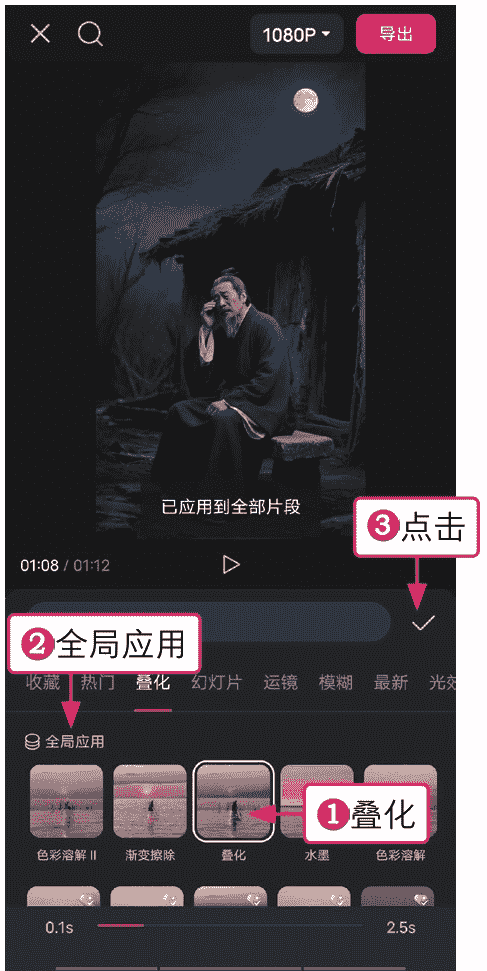 1080P
导出
已应用到全部片段
❸点击
01:08 / 01:12
❷全局应用
收藏 热门 叠化 幻灯片 运镜 模糊 最新 光效
全局应用
❶叠化
色彩溶解 II 渐变擦除 叠化 水墨 色彩溶解
0.1s 2.5s